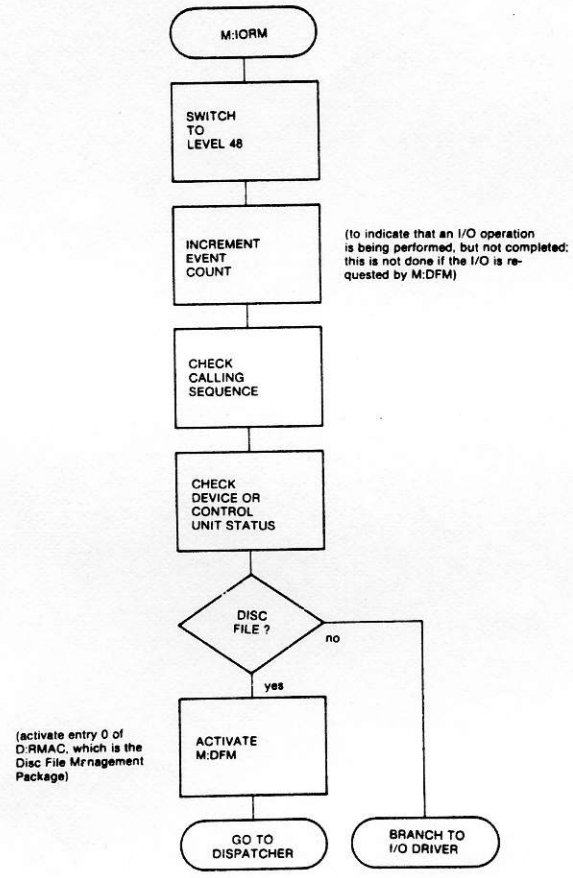 M:IORM
SWITCH
TO
LEVEL 48
INCREMENT
EVENT
COUNT
(to indicate that an I/O operation
is being performed, but not completed;
this is not done if the I/O is re-
quested by M:DFM)
CHECK
CALLING
SEQUENCE
CHECK
DEVICE OR
CONTROL
UNIT STATUS
DISC
FILE ?
no
yes
(activate entry 0 of
D:RMAC, which is the
Disc File Management
Package)
ACTIVATE
M:DFM
GO TO
DISPATCHER
BRANCH TO
I/O DRIVER